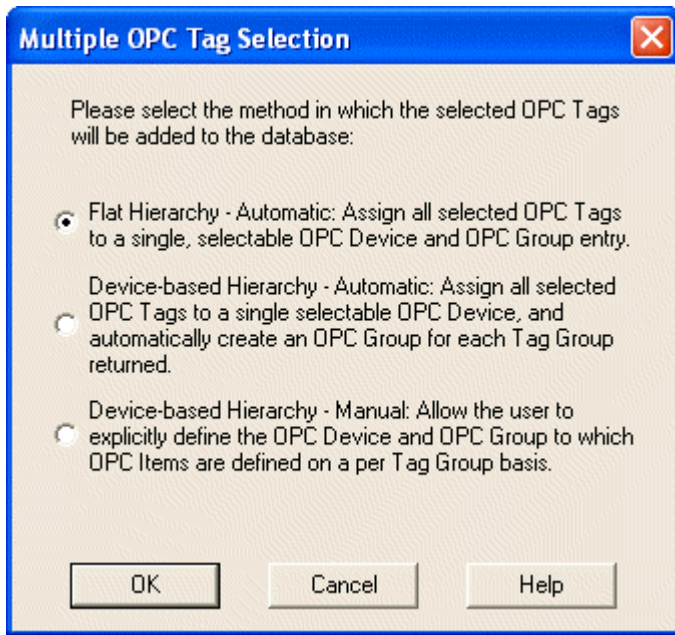 Multiple OPC Tag Selection
Please select the method in which the selected OPC Tags
will be added to the database:
Flat Hierarchy - Automatic: Assign all selected OPC Tags
to a single, selectable OPC Device and OPC Group entry.
Device-based Hierarchy - Automatic: Assign all selected
OPC Tags to a single selectable OPC Device, and
automatically create an OPC Group for each Tag Group
returned.
Device-based Hierarchy - Manual: Allow the user to
explicitly define the OPC Device and OPC Group to which
OPC Items are defined on a per Tag Group basis.
OK
Cancel
Help